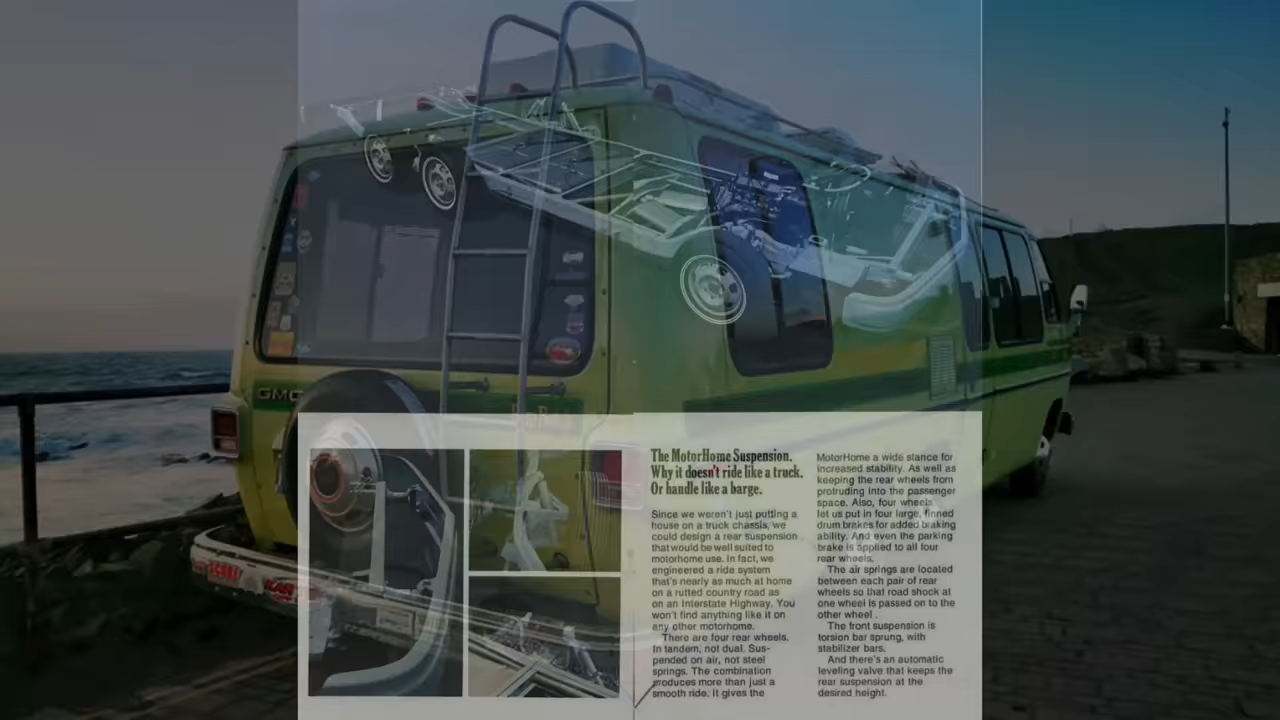 GMC
The MotorHome Suspension.
Why it doesn't ride like a truck.
Or handle like a barge.
Since we weren't just putting a
house on a truck chassis, we
could design a rear suspension
that would be well suited to
motorhome use. In fact, we
engineered a ride system
that's nearly as much at home
on a rutted country road as
on an Interstate Highway. You
won't find anything like it on
any other motorhome.
There are four rear wheels.
In tandem, not dual. Sus-
pended on air, not steel
springs. The combination
produces more than just a
smooth ride. It gives the
MotorHome a wide stance for
increased stability. As well as
keeping the rear wheels from
protruding into the passenger
space. Also, four wheels
let us put in four large, finned
drum brakes for added braking
ability. And even the parking
brake is applied to all four
rear wheels.
The air springs are located
between each pair of rear
wheels so that road shock at
one wheel is passed on to the
other wheel.
The front suspension is
torsion bar sprung, with
stabilizer bars.
And there's an automatic
leveling valve that keeps the
rear suspension at the
desired height.